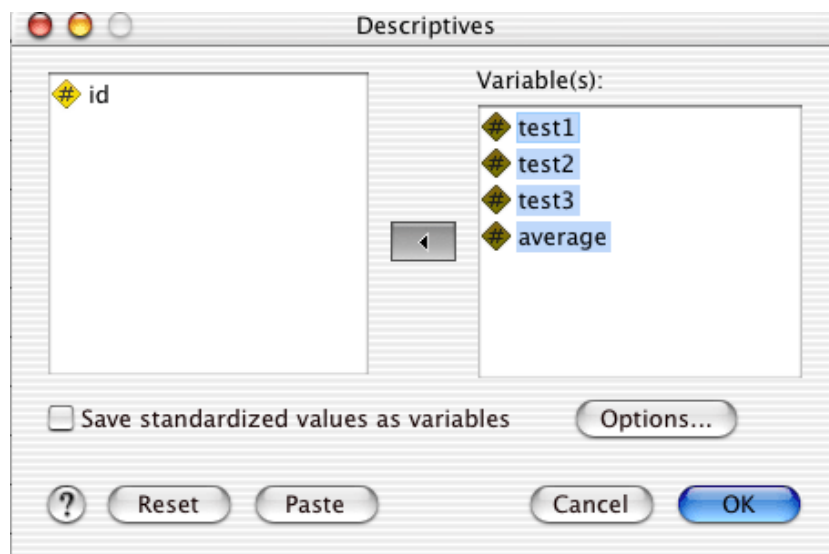 Descriptives
# id
Variable(s):
# test1
# test2
# test3
# average
Save standardized values as variables
Options...
?
Reset
Paste
Cancel
OK